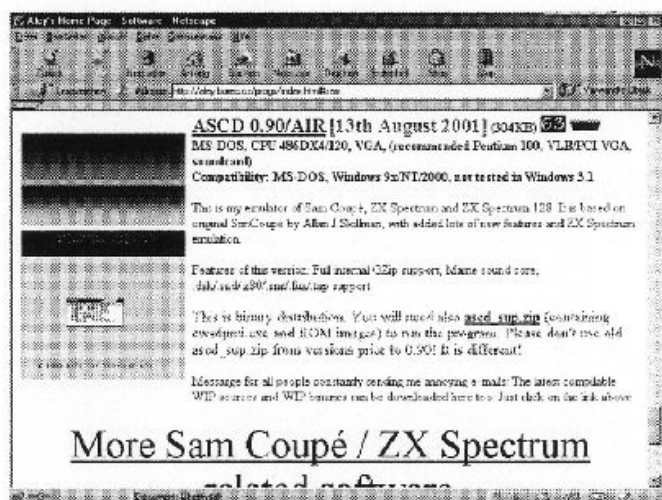 Aley's Home Page Software Netscape
Adresse http://aley.
ASCD 0.90/AIR [13th August 2001] (304KB)
MS-DOS, CPU 486DX4/120, VGA, (recommended Pentium 100, VLB/PCI VGA,
soundcard)
Compatibility: MS-DOS, Windows 9x/NT/2000, not tested in Windows 3.1
This is my emulator of Sam Coupé, ZX Spectrum and ZX Spectrum 128. It is based on
original SimCoupe by Allan J Skillman, with added lots of new features and ZX Spectrum
emulation.
Features of this version: Full internal GZip support, Mame sound core,
support
This is binary distribution. You will need also ascd_sup.zip (containing
cwsdpmi.exe and ROM images) to run the program. Please don't use old
ascd_sup.zip from versions prior to 0.90! It is different!
Message for all people constantly sending me annoying e-mails: The latest compilable
WIP sources and WIP binaries can be downloaded here too. Just click on the link above
More Sam Coupé / ZX Spectrum
related software